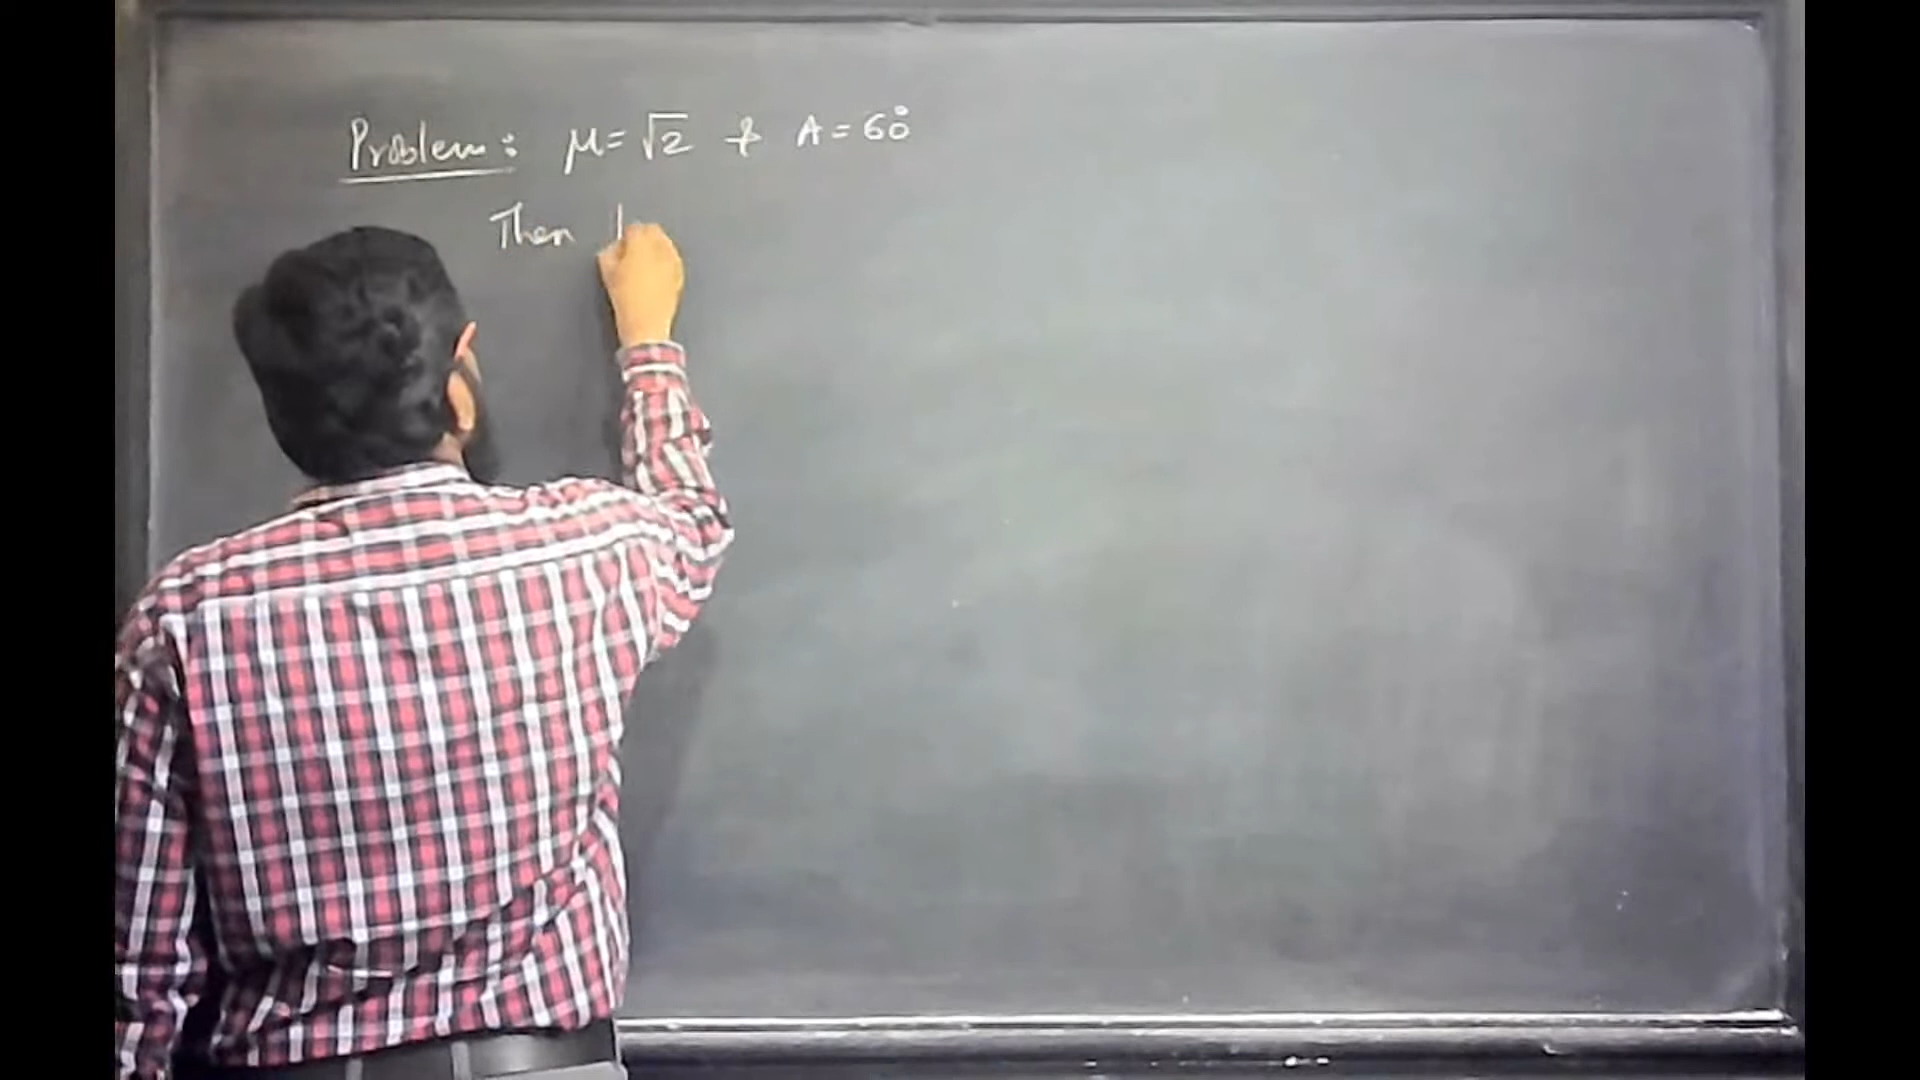 Problem: μ = √2 & A = 60°
Then